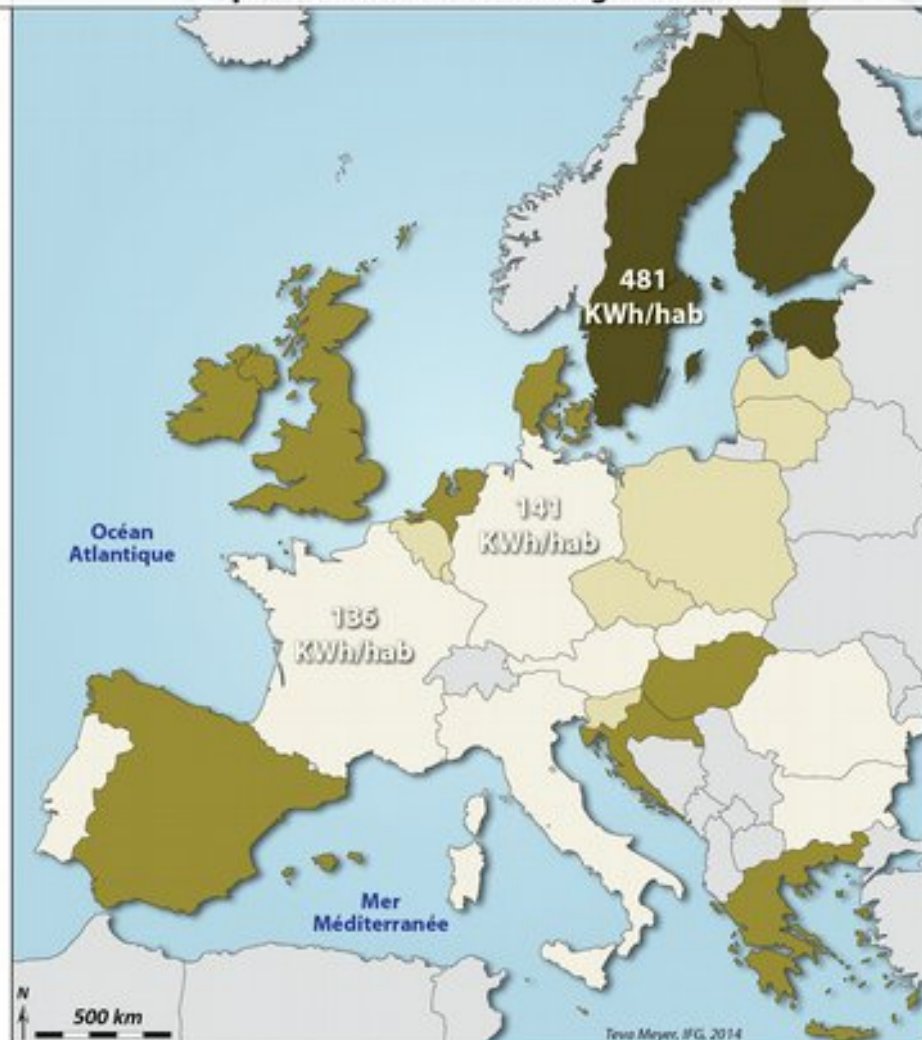 481
KWh/hab
141
KWh/hab
Océan
Atlantique
136
KWh/hab
Mer
Méditerranée
N
500 km
Teva Meyer, IFG, 2014